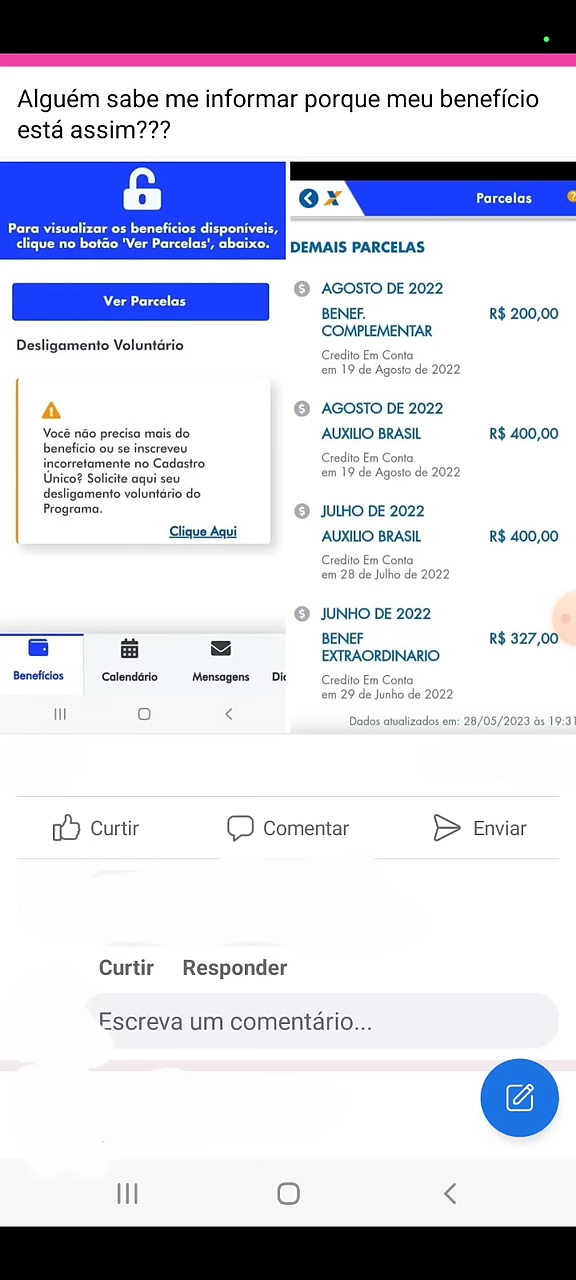 Alguém sabe me informar porque meu benefício
está assim???
Para visualizar os benefícios disponíveis,
clique no botão 'Ver Parcelas', abaixo.
Ver Parcelas
Desligamento Voluntário
Você não precisa mais do
benefício ou se inscreveu
incorretamente no Cadastro
Único? Solicite aqui seu
desligamento voluntário do
Programa.
Clique Aqui
Benefícios
Calendário
Mensagens
Parcelas
DEMAIS PARCELAS
AGOSTO DE 2022
BENEF. R$ 200,00
COMPLEMENTAR
Credito Em Conta
em 19 de Agosto de 2022
AGOSTO DE 2022
AUXILIO BRASIL R$ 400,00
Credito Em Conta
em 19 de Agosto de 2022
JULHO DE 2022
AUXILIO BRASIL R$ 400,00
Credito Em Conta
em 28 de Julho de 2022
JUNHO DE 2022
BENEF R$ 327,00
EXTRAORDINARIO
Credito Em Conta
em 29 de Junho de 2022
Dados atualizados em: 28/05/2023 às 19:31
Curtir Comentar Enviar
Curtir Responder
Escreva um comentário...